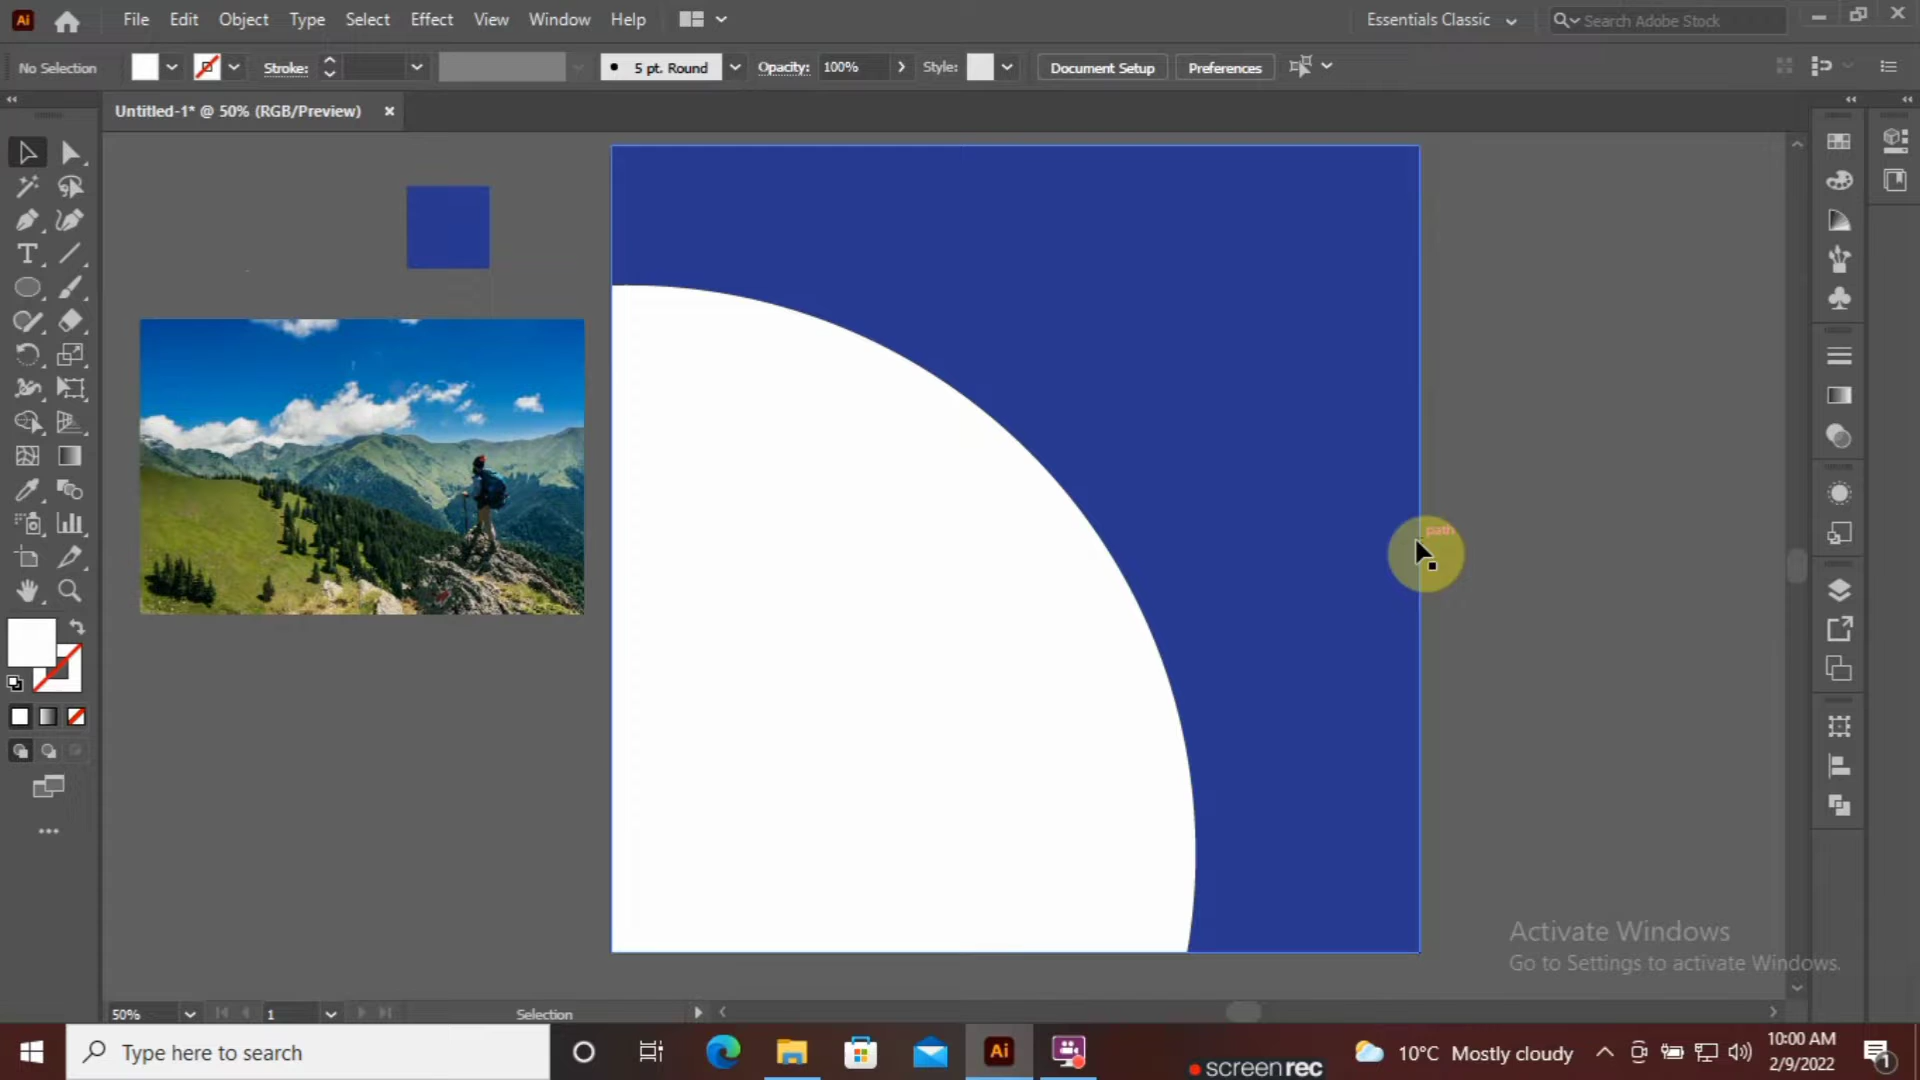 Ai File Edit Object Type Select Effect View Window Help Essentials Classic Search Adobe Stock
No Selection Stroke: 5 pt. Round Opacity: 100% Style: Document Setup Preferences
Untitled-1* @ 50% (RGB/Preview) ×
T
path
Activate Windows
Go to Settings to activate Windows.
50% 1 Selection
Type here to search Ai screenrec 10°C Mostly cloudy 10:00 AM
2/9/2022 1